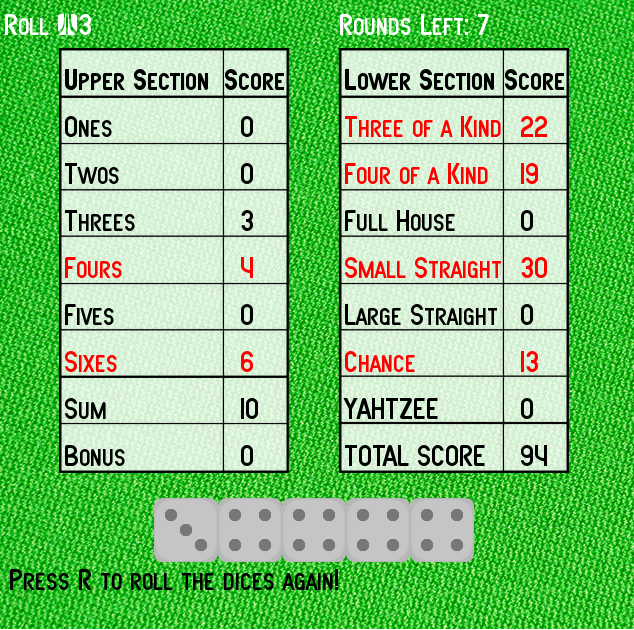 Roll 3
Rounds Left: 7
Upper Section Score
Ones 0
Twos 0
Threes 3
Fours 4
Fives 0
Sixes 6
Sum 10
Bonus 0
Lower Section Score
Three of a Kind 22
Four of a Kind 19
Full House 0
Small Straight 30
Large Straight 0
Chance 13
YAHTZEE 0
TOTAL SCORE 94
Press R to roll the dices again!